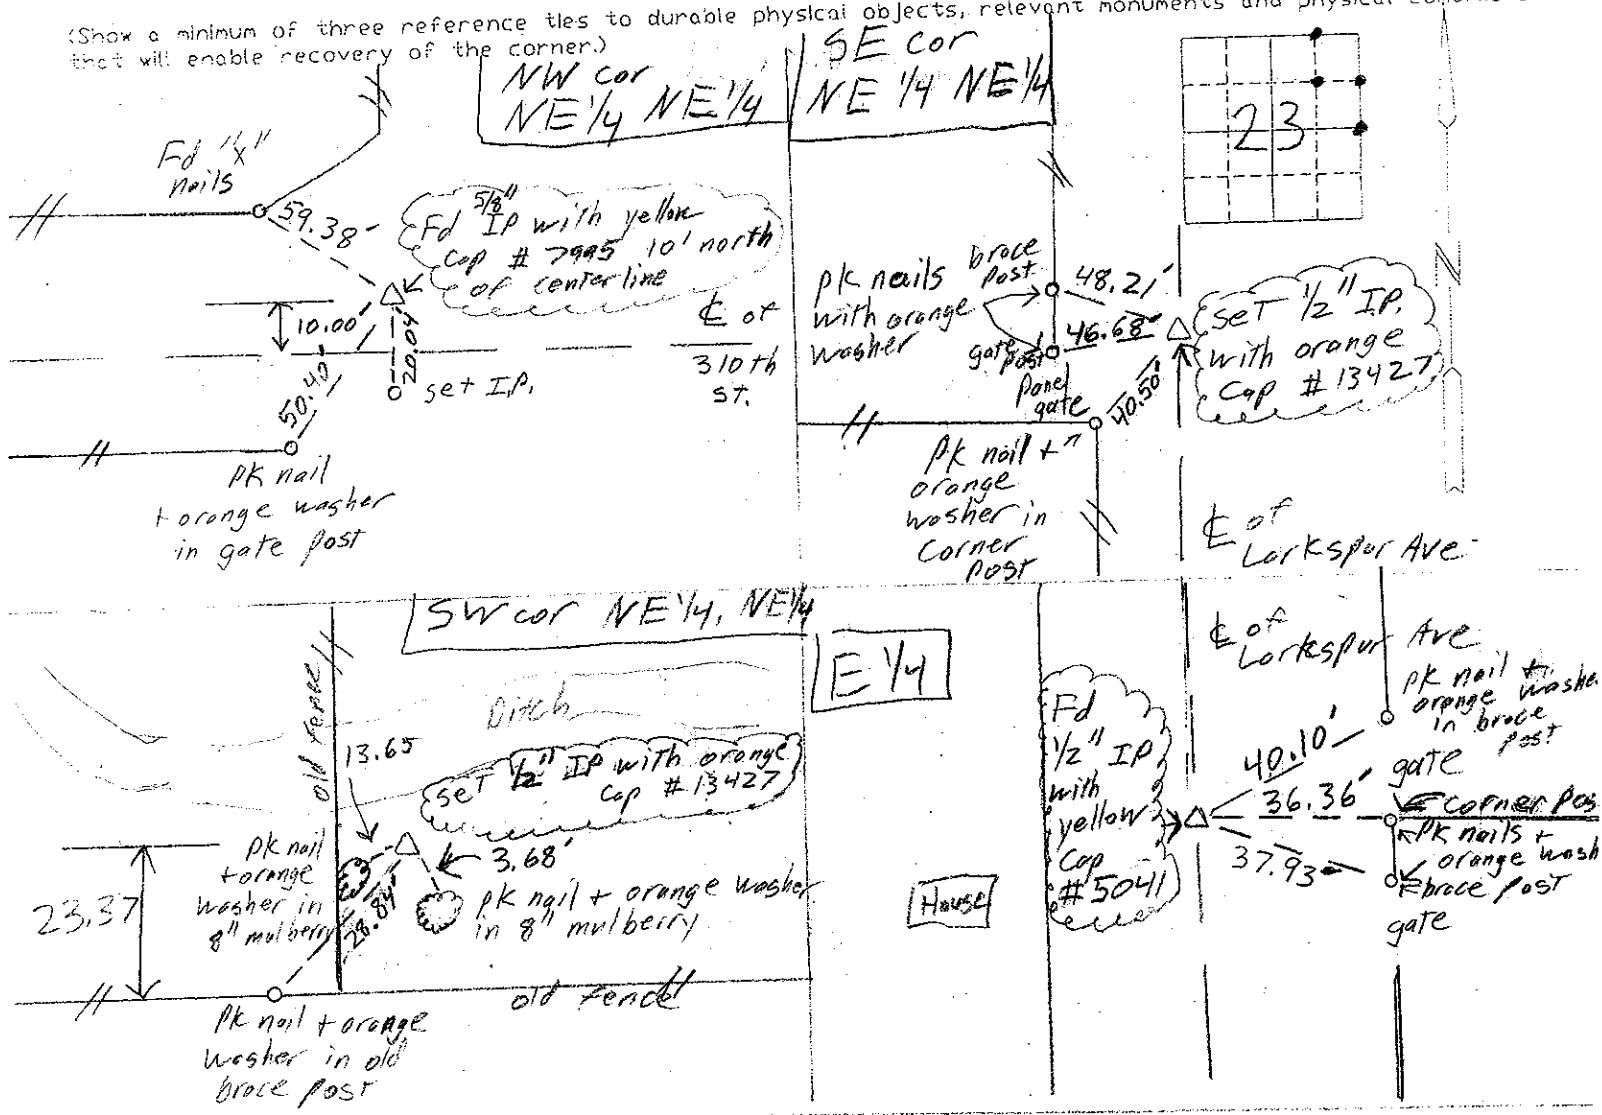 (Show a minimum of three reference ties to durable physical objects, relevant monuments and physical
that will enable recovery of the corner.)
NW cor
NE 1/4 NE 1/4
Fd "X"
nails
59.38'
Fd 5/8" IP with yellow
Cap # 7995 10' north
of centerline
10.00'
20.04
50.40'
set I.P.
℄ of
310th
st.
PK nail
+ orange washer
in gate post
SE cor
NE 1/4 NE 1/4
23
PK nails
with orange
washer
brace
post
48.21'
46.68'
gate
post
Panel
gate
40.50'
SeT 1/2" I.P.
with orange
Cap # 13427
N
PK nail +
orange
washer in
Corner
Post
℄ of
Larkspur Ave
SW cor NE 1/4, NE 1/4
old fence
Ditch
13.65
SeT 1/2" IP with orange
Cap # 13427
PK nail
+ orange
washer in
8" mulberry
3.68'
PK nail + orange washer
in 8" mulberry
23.37
old fence
PK nail + orange
washer in old
brace post
E 1/4
℄ of
Larkspur Ave
Fd
1/2" IP
with
yellow
Cap
# 5041
House
PK nail +
orange washe
in brace
post
40.10'
gate
36.36'
corner pos
PK nails +
orange wash
37.93
brace post
gate